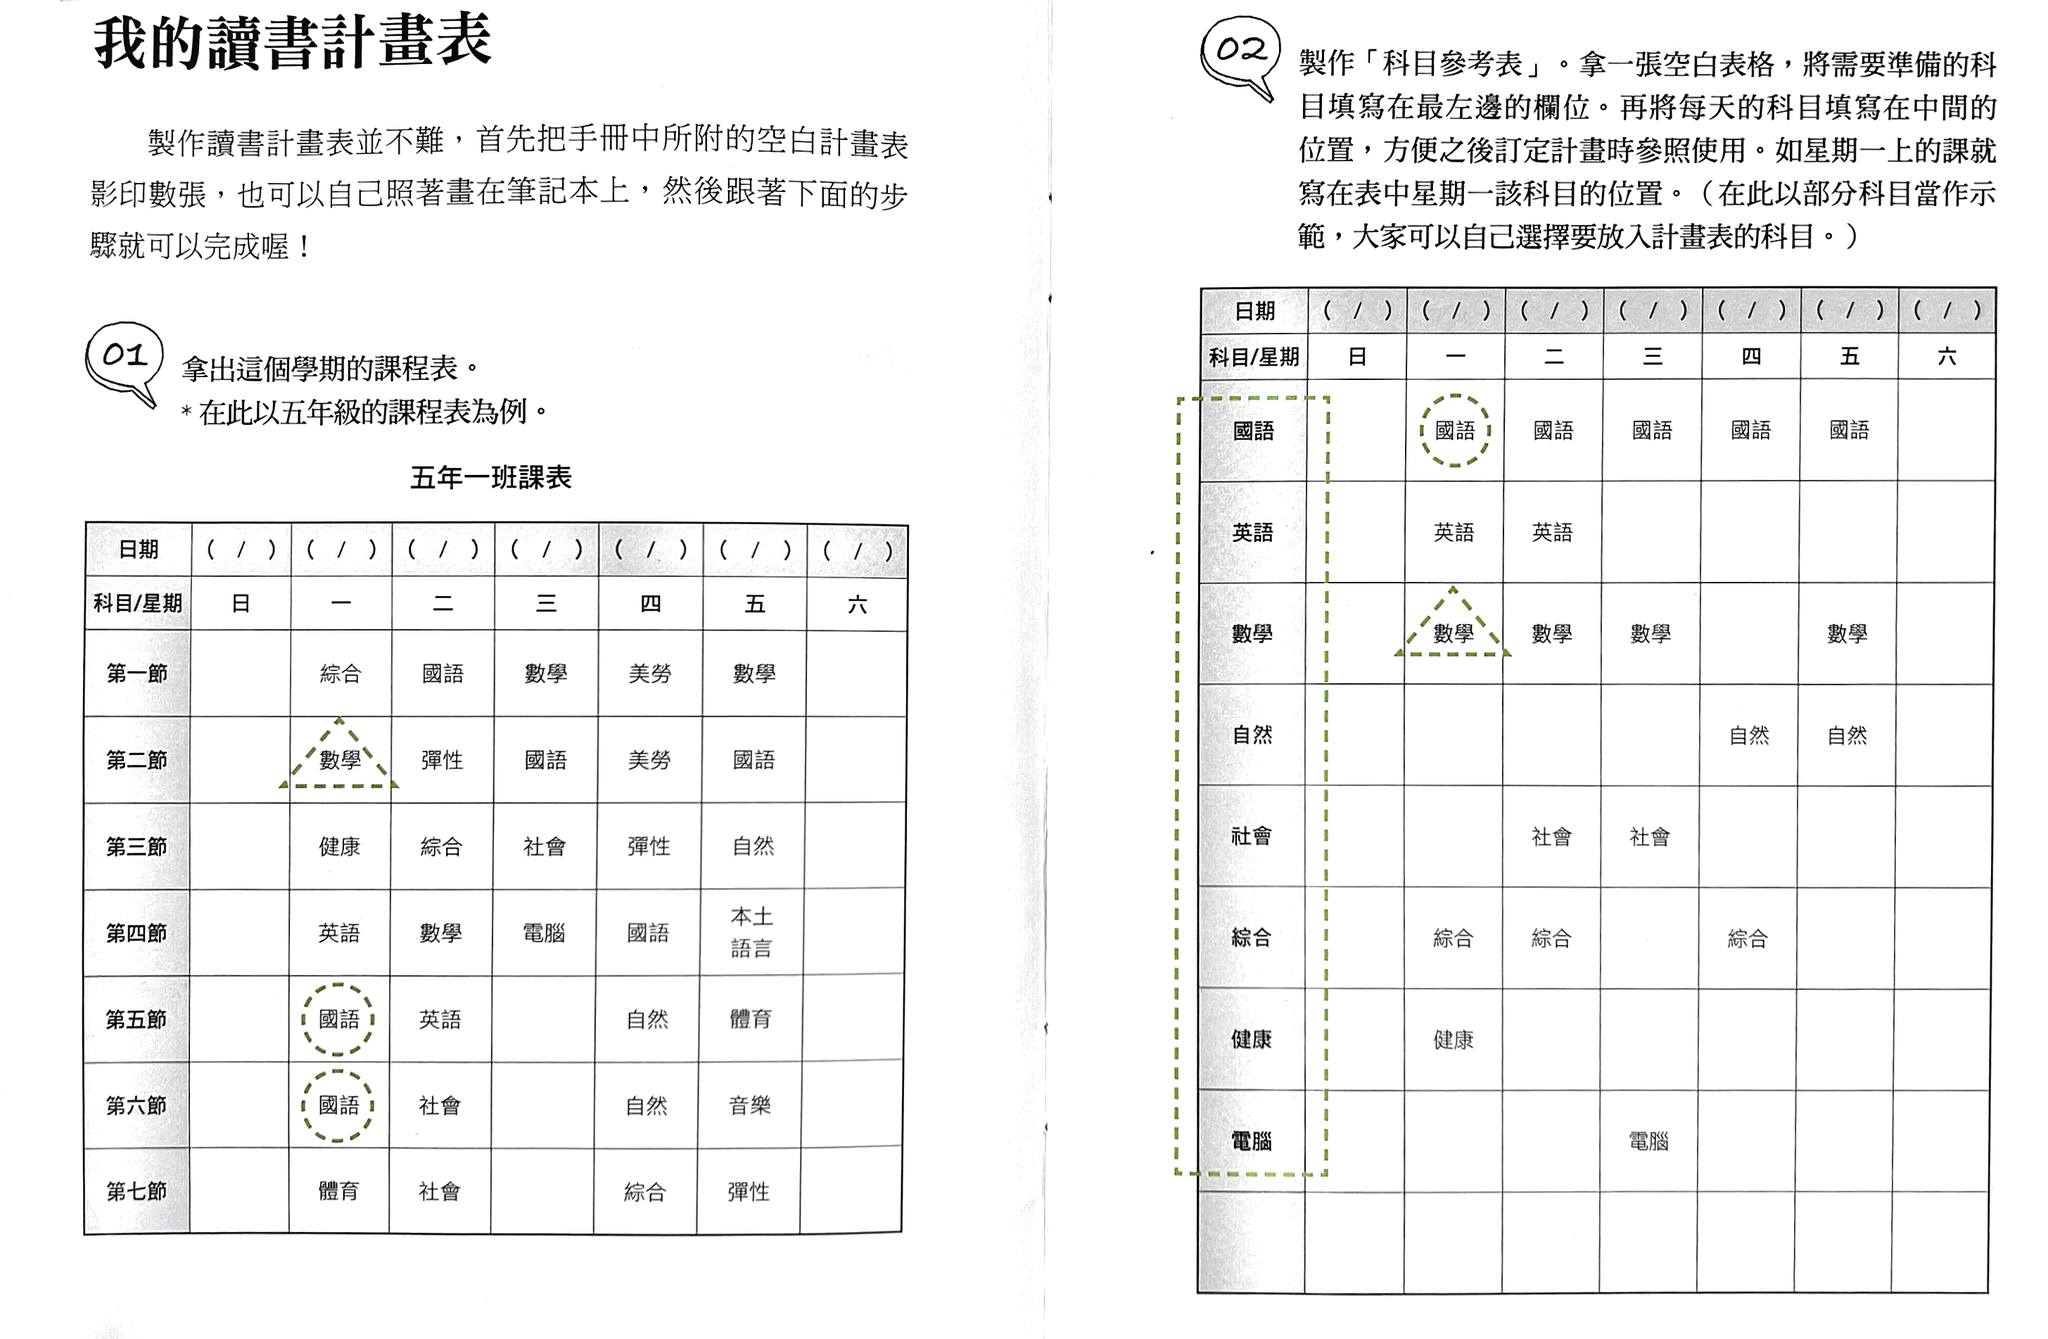 我的讀書計畫表
製作讀書計畫表並不難，首先把手冊中所附的空白計畫表
影印數張，也可以自己照著畫在筆記本上，然後跟著下面的步
驟就可以完成喔！
01
拿出這個學期的課程表。
*在此以五年級的課程表為例。
五年一班課表
日期 ( / ) ( / ) ( / ) ( / ) ( / ) ( / ) ( / )
科目/星期 日 一 二 三 四 五 六
第一節 綜合 國語 數學 美勞 數學
第二節 數學 彈性 國語 美勞 國語
第三節 健康 綜合 社會 彈性 自然
第四節 英語 數學 電腦 國語 本土語言
第五節 國語 英語 自然 體育
第六節 國語 社會 自然 音樂
第七節 體育 社會 綜合 彈性
02
製作「科目參考表」。拿一張空白表格，將需要準備的科
目填寫在最左邊的欄位。再將每天的科目填寫在中間的
位置，方便之後訂定計畫時參照使用。如星期一上的課就
寫在表中星期一該科目的位置。（在此以部分科目當作示
範，大家可以自己選擇要放入計畫表的科目。）
日期 ( / ) ( / ) ( / ) ( / ) ( / ) ( / ) ( / )
科目/星期 日 一 二 三 四 五 六
國語 國語 國語 國語 國語 國語
英語 英語 英語
數學 數學 數學 數學 數學
自然 自然 自然
社會 社會 社會
綜合 綜合 綜合 綜合
健康 健康
電腦 電腦